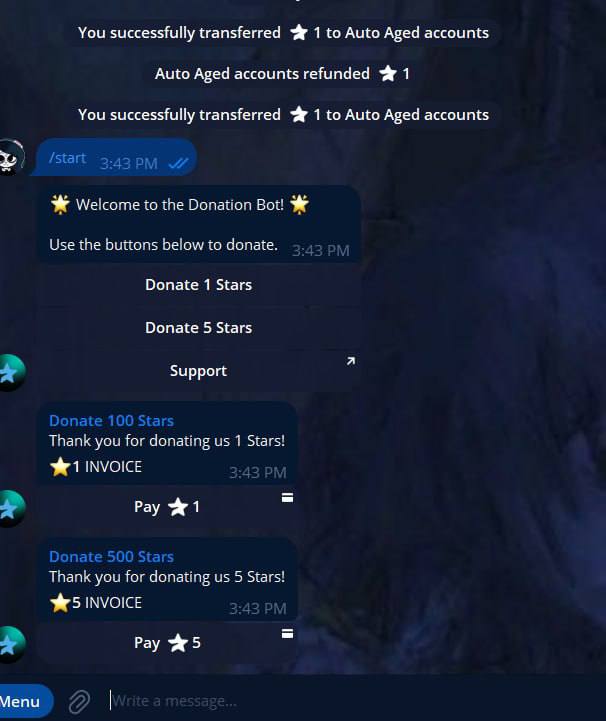 You successfully transferred ⭐ 1 to Auto Aged accounts
Auto Aged accounts refunded ⭐ 1
You successfully transferred ⭐ 1 to Auto Aged accounts
/start 3:43 PM
🌟 Welcome to the Donation Bot! 🌟
Use the buttons below to donate. 3:43 PM
Donate 1 Stars
Donate 5 Stars
Support
Donate 100 Stars
Thank you for donating us 1 Stars!
⭐1 INVOICE 3:43 PM
Pay ⭐ 1
Donate 500 Stars
Thank you for donating us 5 Stars!
⭐5 INVOICE 3:43 PM
Pay ⭐ 5
Menu
Write a message...